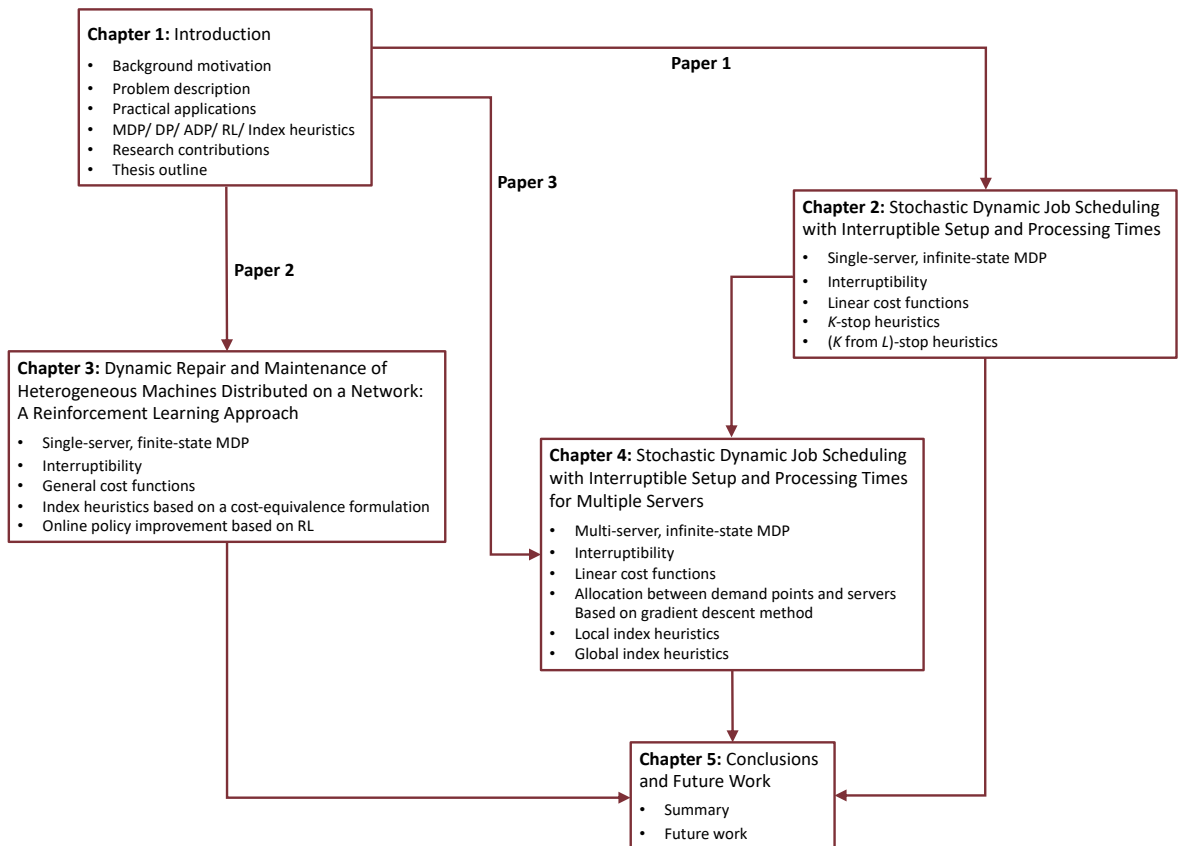 Chapter 1: Introduction
• Background motivation
• Problem description
• Practical applications
• MDP/ DP/ ADP/ RL/ Index heuristics
• Research contributions
• Thesis outline
Paper 1
Paper 3
Paper 2
Chapter 2: Stochastic Dynamic Job Scheduling
with Interruptible Setup and Processing Times
• Single-server, infinite-state MDP
• Interruptibility
• Linear cost functions
• K-stop heuristics
• (K from L)-stop heuristics
Chapter 3: Dynamic Repair and Maintenance of
Heterogeneous Machines Distributed on a Network:
A Reinforcement Learning Approach
• Single-server, finite-state MDP
• Interruptibility
• General cost functions
• Index heuristics based on a cost-equivalence formulation
• Online policy improvement based on RL
Chapter 4: Stochastic Dynamic Job Scheduling
with Interruptible Setup and Processing Times
for Multiple Servers
• Multi-server, infinite-state MDP
• Interruptibility
• Linear cost functions
• Allocation between demand points and servers
Based on gradient descent method
• Local index heuristics
• Global index heuristics
Chapter 5: Conclusions
and Future Work
• Summary
• Future work